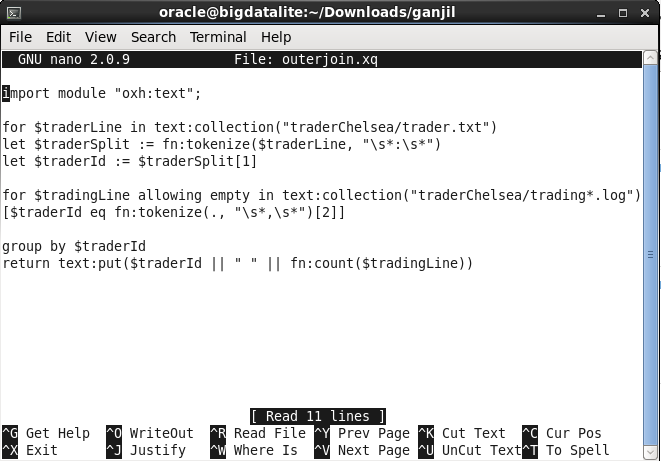 oracle@bigdatalite:~/Downloads/ganjil
File Edit View Search Terminal Help
GNU nano 2.0.9 File: outerjoin.xq
import module "oxh:text";
for $traderLine in text:collection("traderChelsea/trader.txt")
let $traderSplit := fn:tokenize($traderLine, "\s*:\s*")
let $traderId := $traderSplit[1]
for $tradingLine allowing empty in text:collection("traderChelsea/trading*.log")
[$traderId eq fn:tokenize(., "\s*,\s*")[2]]
group by $traderId
return text:put($traderId || " " || fn:count($tradingLine))
[ Read 11 lines ]
^G Get Help ^O WriteOut ^R Read File ^Y Prev Page ^K Cut Text ^C Cur Pos
^X Exit ^J Justify ^W Where Is ^V Next Page ^U UnCut Text ^T To Spell